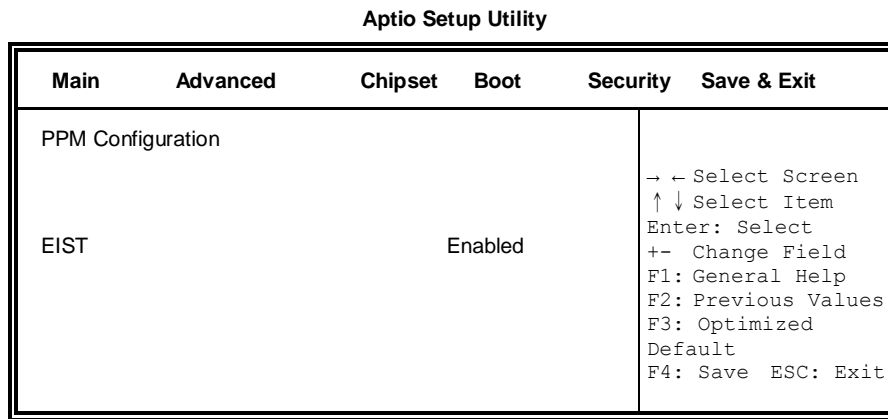 Aptio Setup Utility
Main Advanced Chipset Boot Security Save & Exit
PPM Configuration
EIST Enabled
→ ← Select Screen
↑ ↓ Select Item
Enter: Select
+- Change Field
F1: General Help
F2: Previous Values
F3: Optimized
Default
F4: Save ESC: Exit